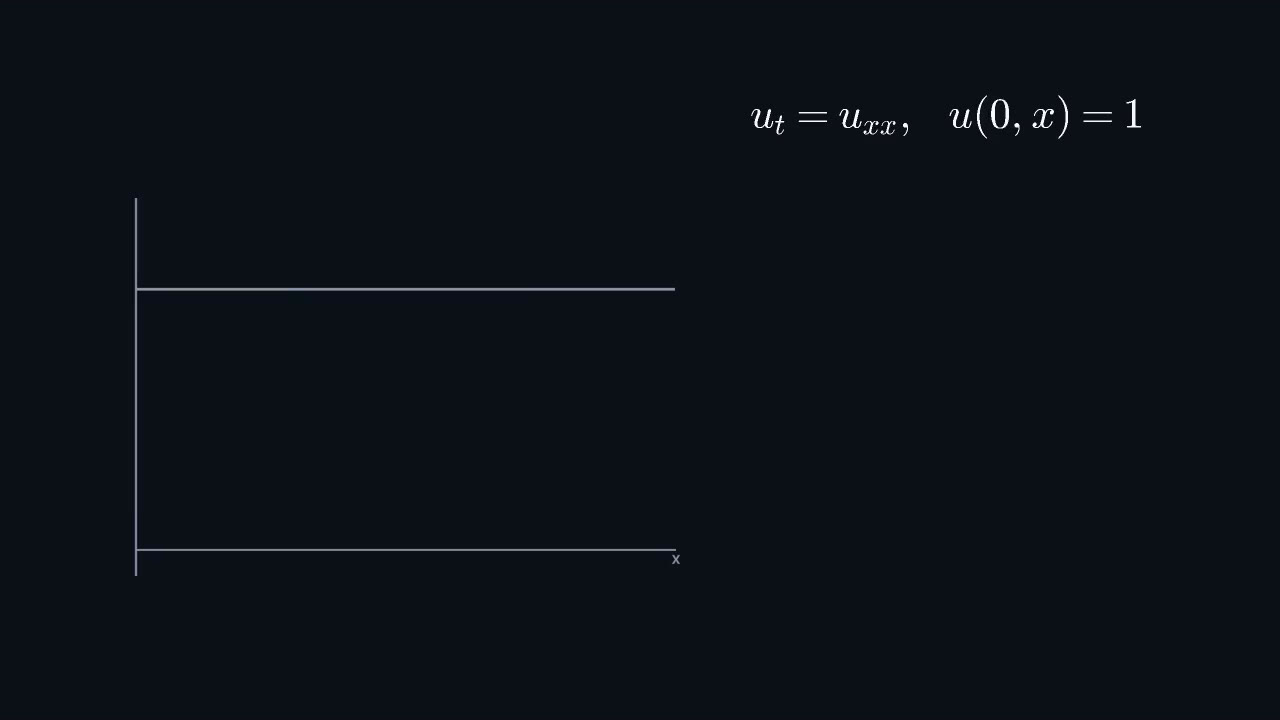 u_t = u_{xx},   u(0, x) = 1
x